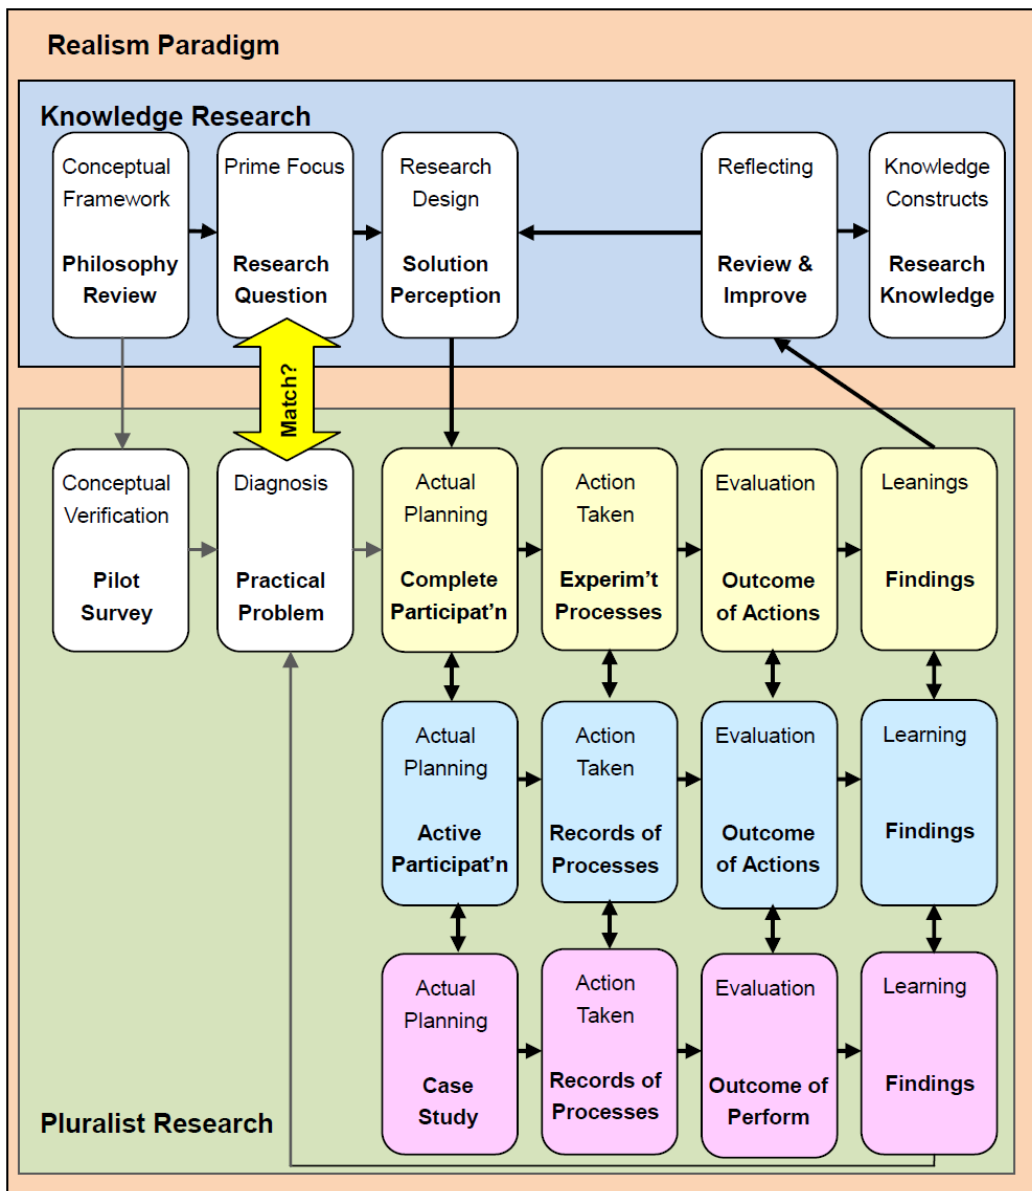 Realism Paradigm
Knowledge Research
Conceptual
Framework
Philosophy
Review
Prime Focus
Research
Question
Research
Design
Solution
Perception
Reflecting
Review &
Improve
Knowledge
Constructs
Research
Knowledge
Match?
Conceptual
Verification
Pilot
Survey
Diagnosis
Practical
Problem
Actual
Planning
Complete
Participat’n
Action
Taken
Experim’t
Processes
Evaluation
Outcome
of Actions
Leanings
Findings
Actual
Planning
Active
Participat’n
Action
Taken
Records of
Processes
Evaluation
Outcome
of Actions
Learning
Findings
Actual
Planning
Case
Study
Action
Taken
Records of
Processes
Evaluation
Outcome of
Perform
Learning
Findings
Pluralist Research